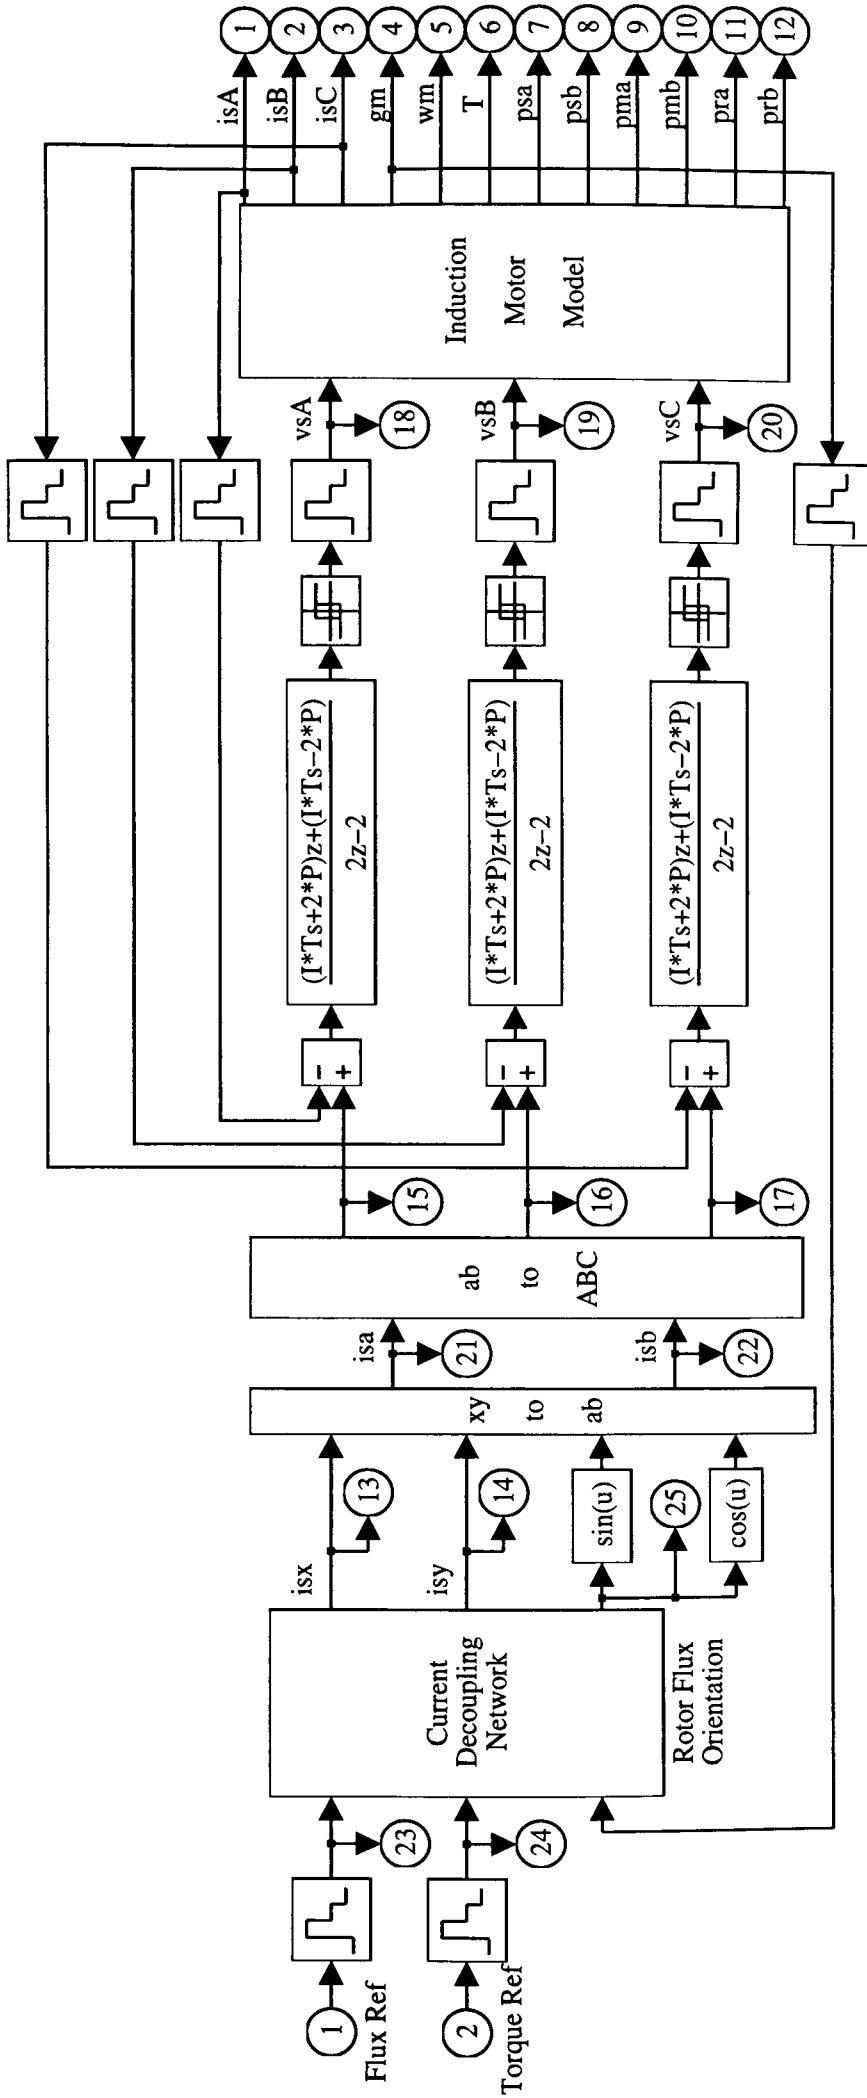 1
Flux Ref
2
Torque Ref
23
24
Current
Decoupling
Network
Rotor Flux
Orientation
isx
isy
13
14
sin(u)
25
cos(u)
xy
to
ab
isa
21
isb
22
ab
to
ABC
15
16
17
−
+
−
+
−
+
(I*Ts+2*P)z+(I*Ts−2*P)
2z−2
(I*Ts+2*P)z+(I*Ts−2*P)
2z−2
(I*Ts+2*P)z+(I*Ts−2*P)
2z−2
vsA
18
vsB
19
vsC
20
Induction
Motor
Model
isA
1
isB
2
isC
3
gm
4
wm
5
T
6
psa
7
psb
8
pma
9
pmb
10
pra
11
prb
12